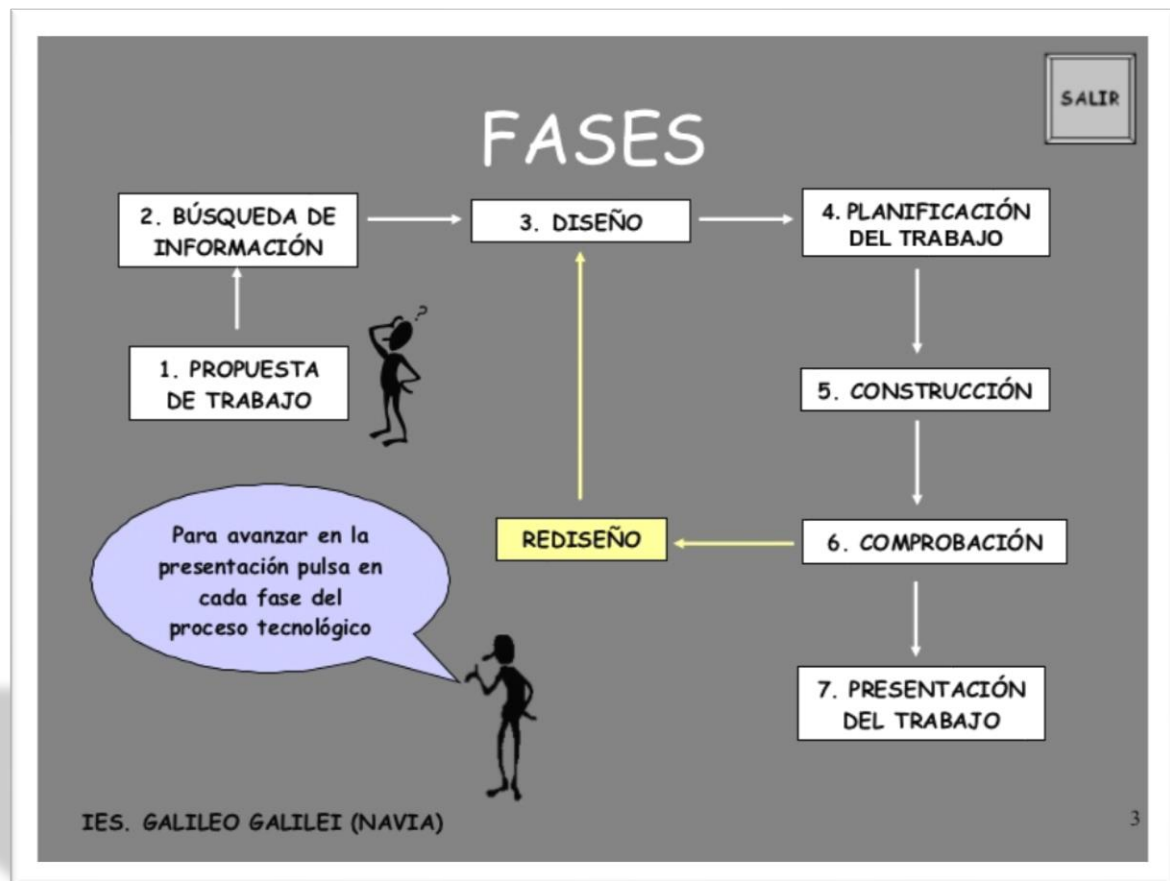 SALIR
FASES
2. BÚSQUEDA DE
INFORMACIÓN
3. DISEÑO
4. PLANIFICACIÓN
DEL TRABAJO
?
1. PROPUESTA
DE TRABAJO
5. CONSTRUCCIÓN
Para avanzar en la
presentación pulsa en
cada fase del
proceso tecnológico
REDISEÑO
6. COMPROBACIÓN
7. PRESENTACIÓN
DEL TRABAJO
IES. GALILEO GALILEI (NAVIA)
3